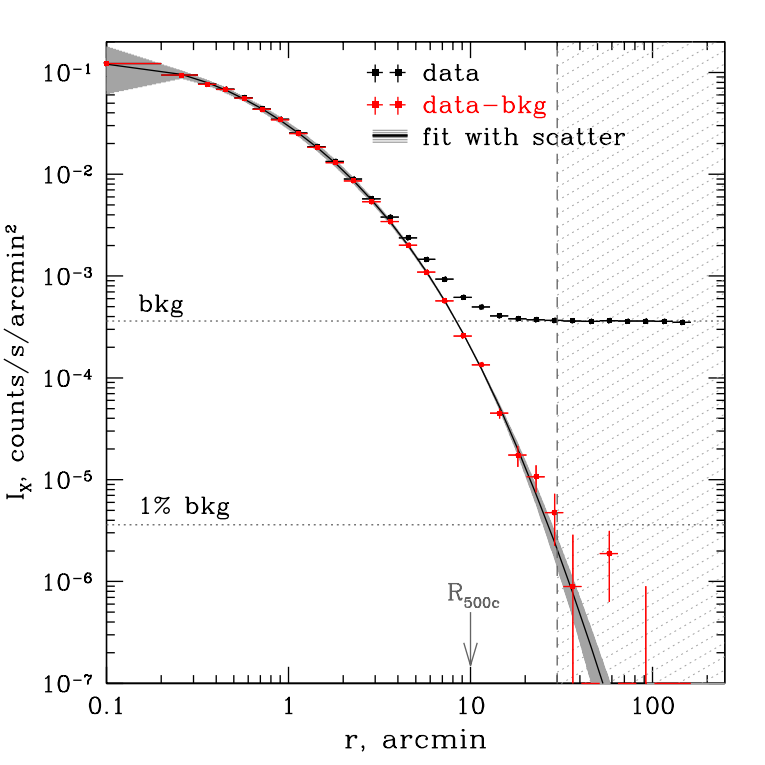 data
data-bkg
fit with scatter
10⁻¹
10⁻²
10⁻³
bkg
10⁻⁴
10⁻⁵
1% bkg
10⁻⁶
R500c
10⁻⁷
0.1 1 10 100
r, arcmin
Iₓ, counts/s/arcmin²